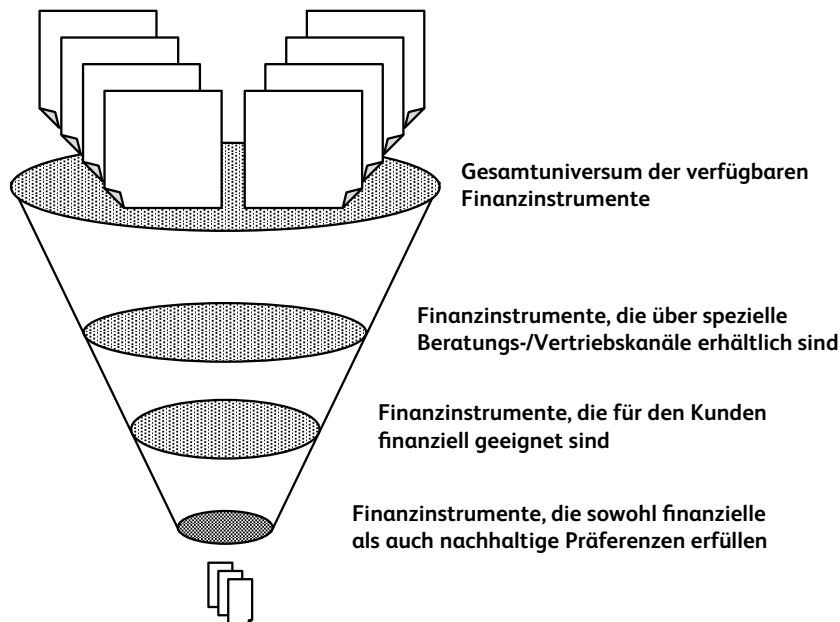 Gesamtuniversum der verfügbaren
Finanzinstrumente
Finanzinstrumente, die über spezielle
Beratungs-/Vertriebskanäle erhältlich sind
Finanzinstrumente, die für den Kunden
finanziell geeignet sind
Finanzinstrumente, die sowohl finanzielle
als auch nachhaltige Präferenzen erfüllen